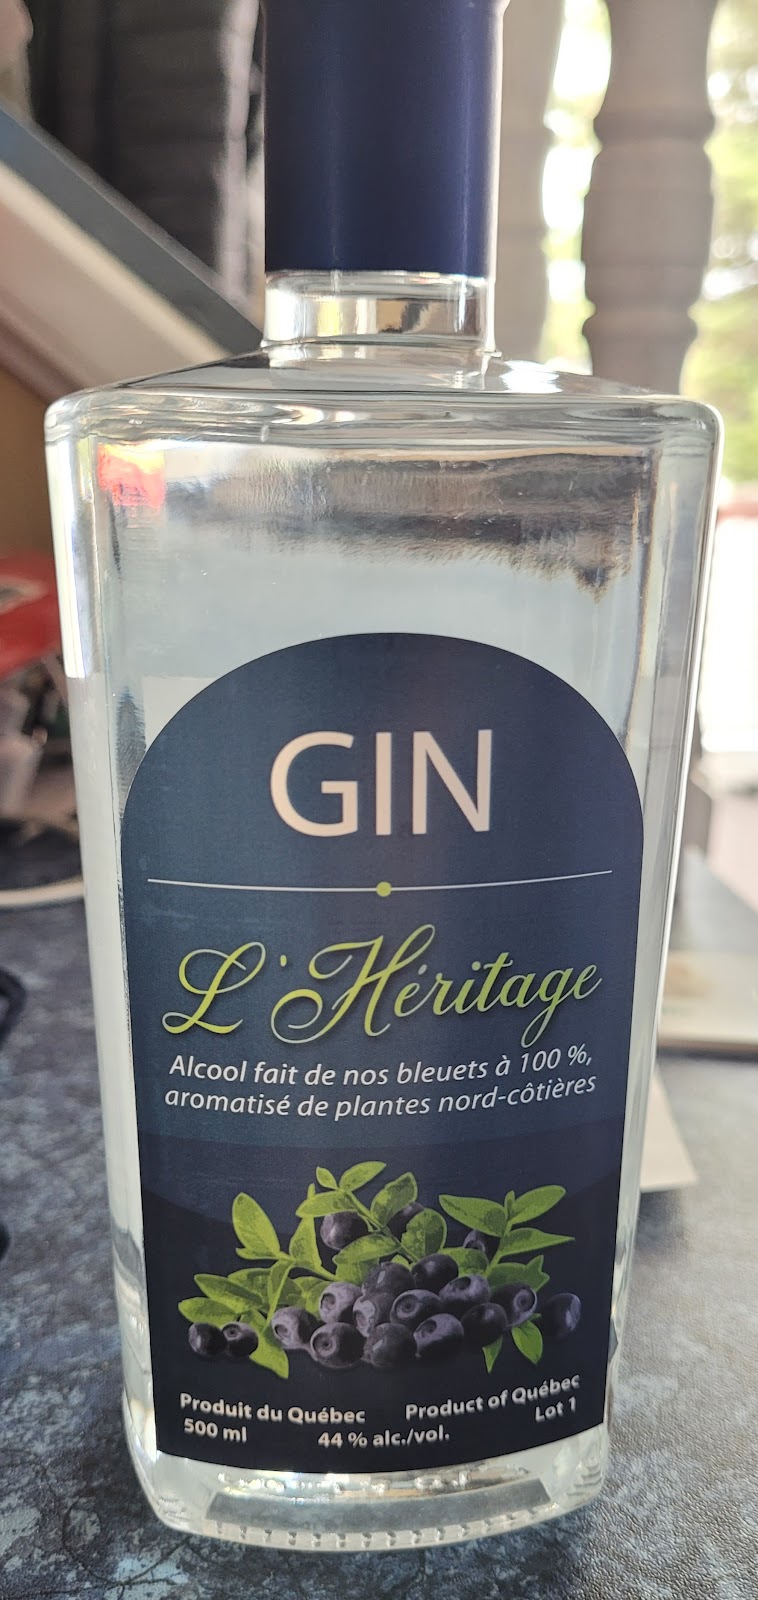 GIN
L'Héritage
Alcool fait de nos bleuets à 100 %,
aromatisé de plantes nord-côtières
Produit du Québec Product of Québec
500 ml 44 % alc./vol. Lot 1